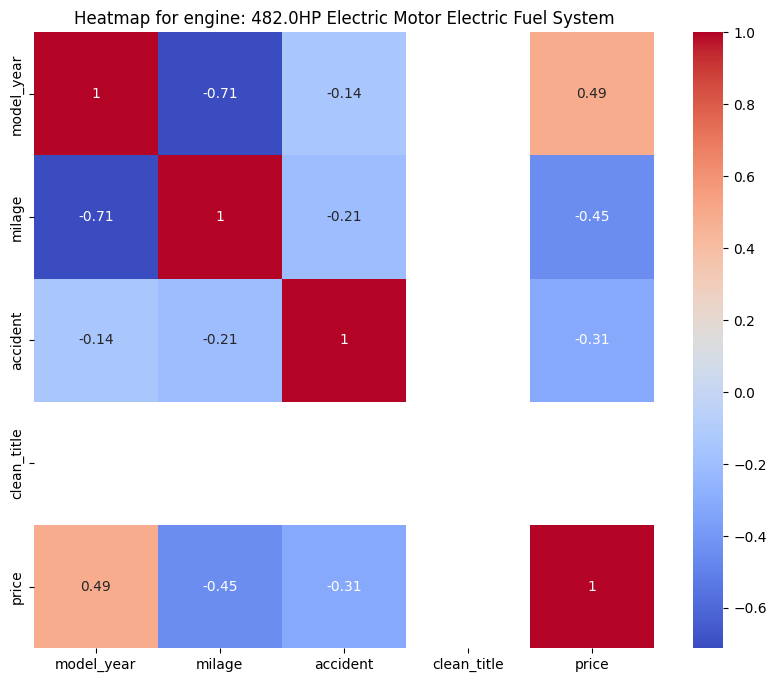 Heatmap for engine: 482.0HP Electric Motor Electric Fuel System
model_year 1 -0.71 -0.14 0.49
milage -0.71 1 -0.21 -0.45
accident -0.14 -0.21 1 -0.31
clean_title
price 0.49 -0.45 -0.31 1
model_year milage accident clean_title price
1.0
0.8
0.6
0.4
0.2
0.0
−0.2
−0.4
−0.6